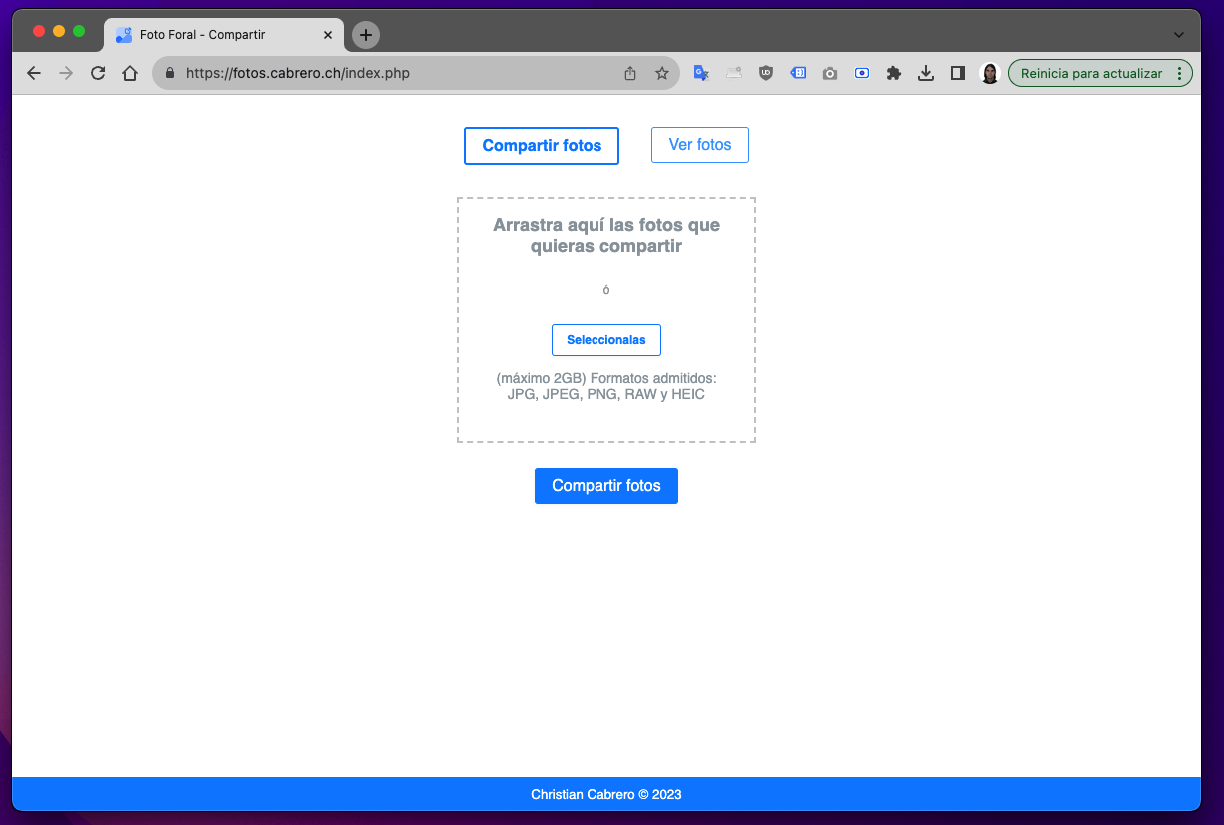 Foto Foral - Compartir
https://fotos.cabrero.ch/index.php
Reinicia para actualizar
Compartir fotos
Ver fotos
Arrastra aquí las fotos que
quieras compartir
ó
Seleccionalas
(máximo 2GB) Formatos admitidos:
JPG, JPEG, PNG, RAW y HEIC
Compartir fotos
Christian Cabrero © 2023